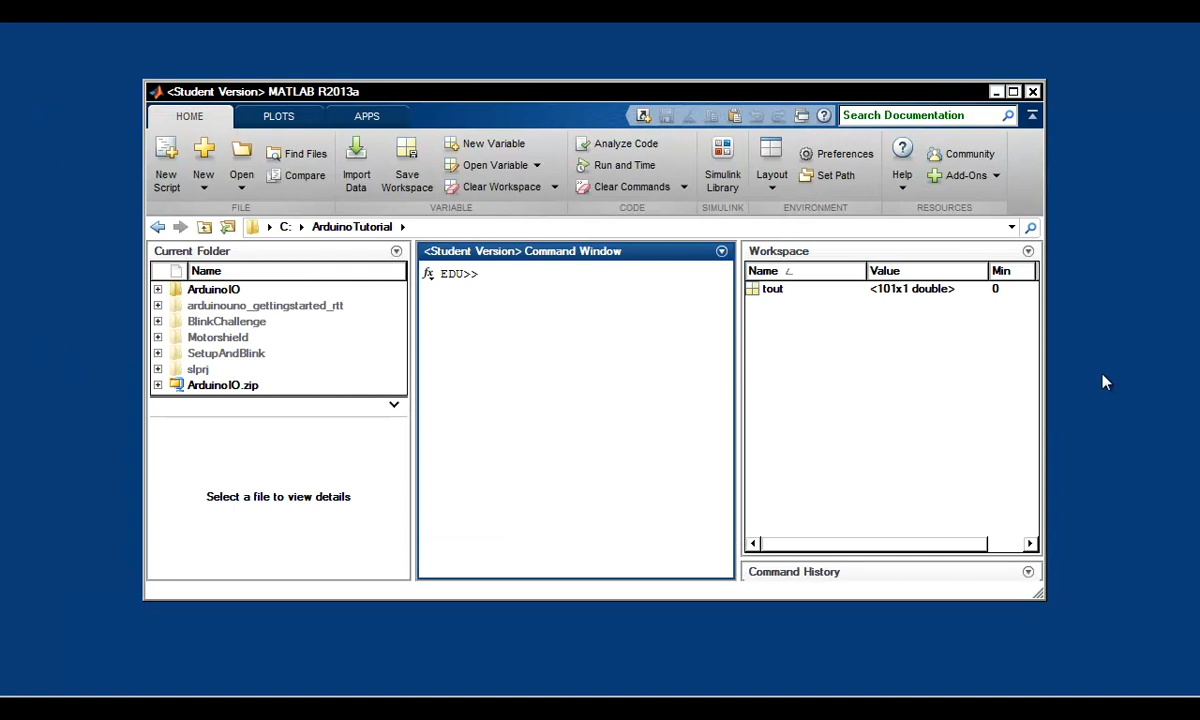 <Student Version> MATLAB R2013a
HOME PLOTS APPS Search Documentation
New Script New Open Find Files Compare
FILE
Import Data Save Workspace New Variable Open Variable Clear Workspace
VARIABLE
Analyze Code Run and Time Clear Commands
CODE
Simulink Library
SIMULINK
Layout Preferences Set Path
ENVIRONMENT
Help Community Add-Ons
RESOURCES
C: ArduinoTutorial
Current Folder
Name
ArduinoIO
arduinouno_gettingstarted_rtt
BlinkChallenge
Motorshield
SetupAndBlink
slprj
ArduinoIO.zip
Select a file to view details
<Student Version> Command Window
fx EDU>>
Workspace
Name Value Min
tout <101x1 double> 0
Command History